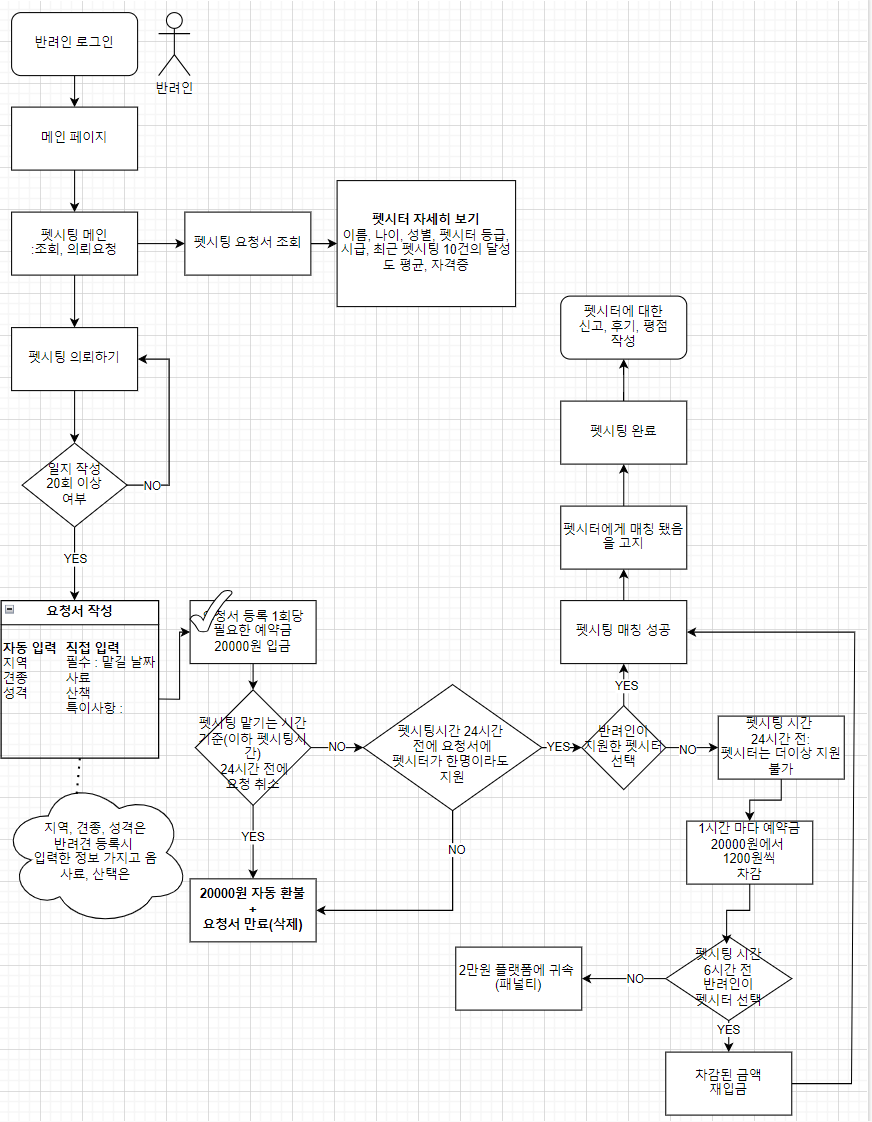 반려인 로그인
반려인
메인 페이지
펫시팅 메인
:조회, 의뢰요청
펫시팅 요청서 조회
펫시터 자세히 보기
이름, 나이, 성별, 펫시터 등급,
시급, 최근 펫시팅 10건의 달성
도 평균, 자격증
펫시팅 의뢰하기
일지 작성
20회 이상
여부
NO
YES
요청서 작성
자동 입력 직접 입력
지역 필수 : 맡길 날짜
견종 사료
성격 산책
특이사항 :
지역, 견종, 성격은
반려견 등록시
입력한 정보 가지고 옴
사료, 산택은
청서 등록 1회당
필요한 예약금
20000원 입금
펫시팅 맡기는 시간
기준(이하 펫시팅시
간)
24시간 전에
요청 취소
NO
YES
20000원 자동 환불
+
요청서 만료(삭제)
펫시팅시간 24시간
전에 요청서에
펫시터가 한명이라도
지원
YES
NO
반려인이
지원한 펫시터
선택
YES
NO
펫시팅 매칭 성공
펫시터에게 매칭 됐음
을 고지
펫시팅 완료
펫시터에 대한
신고, 후기, 평점
작성
펫시팅 시간
24시간 전:
펫시터는 더이상 지원
불가
1시간 마다 예약금
20000원에서
1200원씩
차감
펫시팅 시간
6시간 전
반려인이
펫시터 선택
NO
2만원 플랫폼에 귀속
(패널티)
YES
차감된 금액
재입금